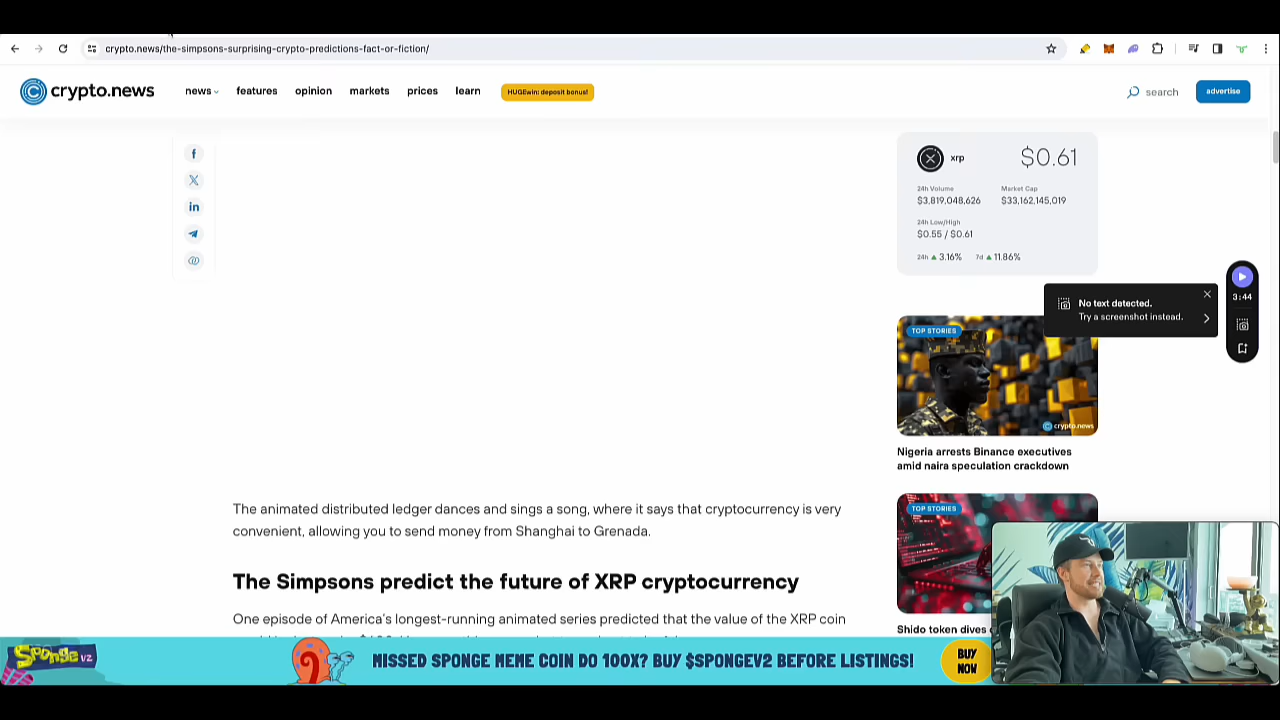 crypto.news/the-simpsons-surprising-crypto-predictions-fact-or-fiction/
crypto.news
news
features
opinion
markets
prices
learn
HUGEwin: deposit bonus!
search
advertise
xrp
$0.61
24h Volume
Market Cap
$3,819,048,626
$33,162,145,019
24h Low/High
$0.55 / $0.61
24h ▲ 3.16%
7d ▲ 11.86%
No text detected.
Try a screenshot instead.
3:44
TOP STORIES
crypto.news
Nigeria arrests Binance executives
amid naira speculation crackdown
TOP STORIES
Shido token dives
The animated distributed ledger dances and sings a song, where it says that cryptocurrency is very
convenient, allowing you to send money from Shanghai to Grenada.
The Simpsons predict the future of XRP cryptocurrency
One episode of America's longest-running animated series predicted that the value of the XRP coin
SPONGE V2
MISSED SPONGE MEME COIN DO 100X? BUY $SPONGEV2 BEFORE LISTINGS!
BUY
NOW